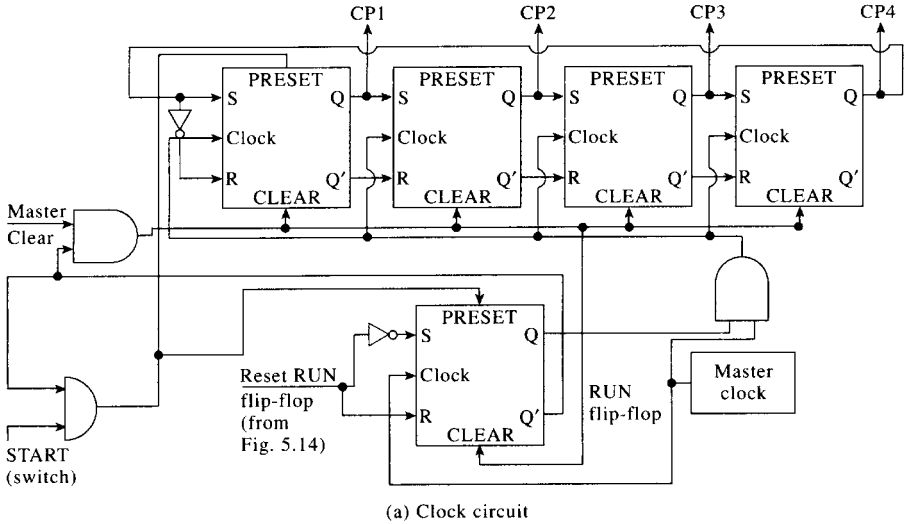 CP1 CP2 CP3 CP4
PRESET PRESET PRESET PRESET
S Q S Q S Q S Q
Clock Clock Clock Clock
R Q' R Q' R Q' R Q'
CLEAR CLEAR CLEAR CLEAR
Master
Clear
PRESET
S Q
Clock
R Q'
CLEAR
Reset RUN
flip-flop
(from
Fig. 5.14)
RUN
flip-flop
Master
clock
START
(switch)
(a) Clock circuit